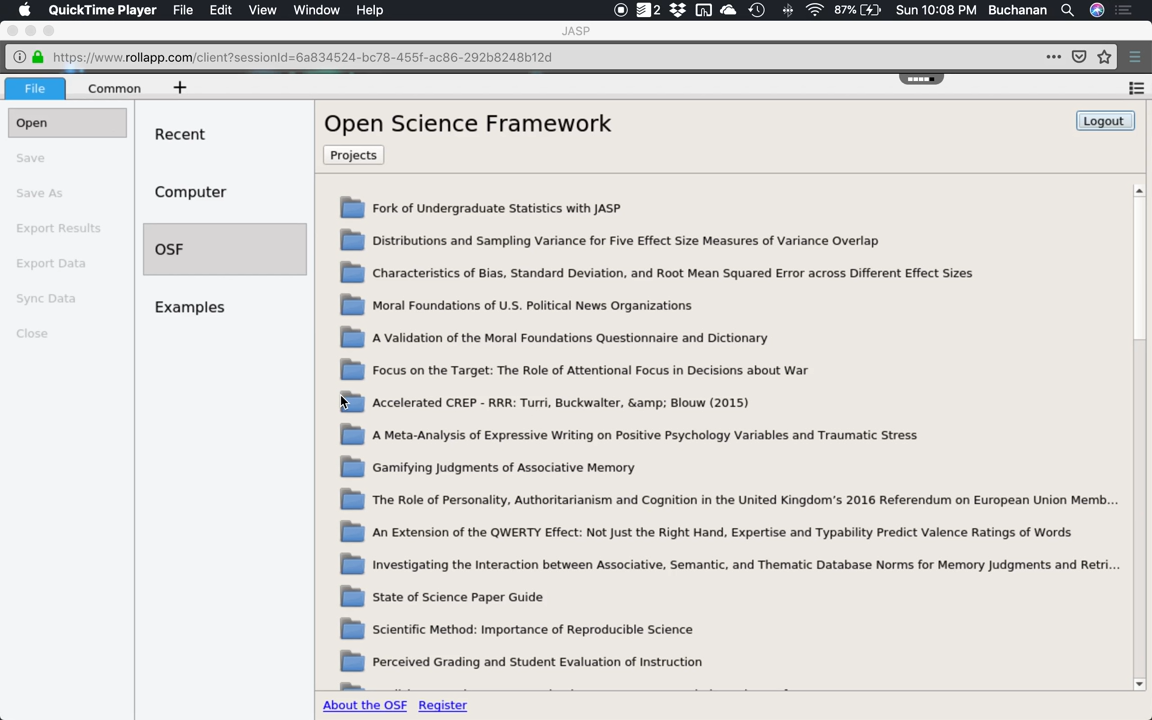 QuickTime Player File Edit View Window Help 2 87% Sun 10:08 PM Buchanan
JASP
https://www.rollapp.com/client?sessionId=6a834524-bc78-455f-ac86-292b8248b12d
File Common +
Open
Save
Save As
Export Results
Export Data
Sync Data
Close
Recent
Computer
OSF
Examples
Open Science Framework
Logout
Projects
Fork of Undergraduate Statistics with JASP
Distributions and Sampling Variance for Five Effect Size Measures of Variance Overlap
Characteristics of Bias, Standard Deviation, and Root Mean Squared Error across Different Effect Sizes
Moral Foundations of U.S. Political News Organizations
A Validation of the Moral Foundations Questionnaire and Dictionary
Focus on the Target: The Role of Attentional Focus in Decisions about War
Accelerated CREP - RRR: Turri, Buckwalter, &amp; Blouw (2015)
A Meta-Analysis of Expressive Writing on Positive Psychology Variables and Traumatic Stress
Gamifying Judgments of Associative Memory
The Role of Personality, Authoritarianism and Cognition in the United Kingdom’s 2016 Referendum on European Union Memb...
An Extension of the QWERTY Effect: Not Just the Right Hand, Expertise and Typability Predict Valence Ratings of Words
Investigating the Interaction between Associative, Semantic, and Thematic Database Norms for Memory Judgments and Retri...
State of Science Paper Guide
Scientific Method: Importance of Reproducible Science
Perceived Grading and Student Evaluation of Instruction
About the OSF Register